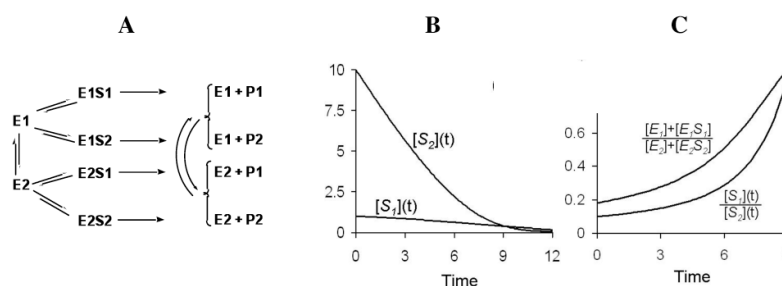 A
B
C
E1S1
E1 + P1
E1
E1S2
E1 + P2
E2
E2S1
E2 + P1
E2S2
E2 + P2
10
7.5
5
2.5
0
[S2](t)
[S1](t)
0
3
6
9
12
Time
0.6
0.4
0.2
0
[E1]+[E1S1]
[E2]+[E2S2]
[S1](t)
[S2](t)
0
3
6
Time